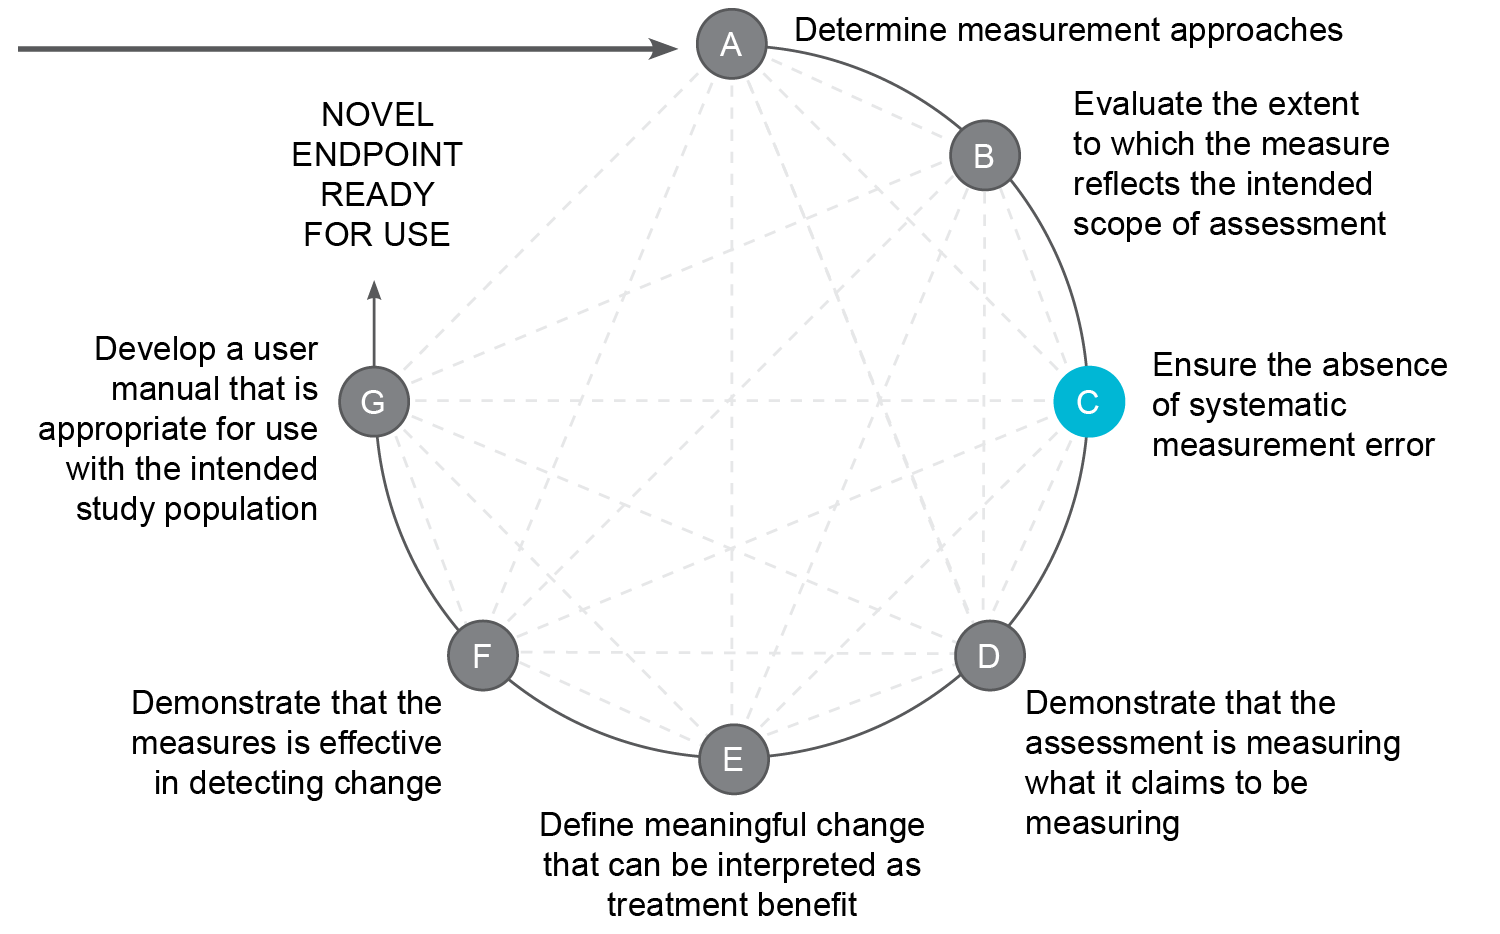 A
Determine measurement approaches
B
Evaluate the extent
to which the measure
reflects the intended
scope of assessment
C
Ensure the absence
of systematic
measurement error
D
Demonstrate that the
assessment is measuring
what it claims to be
measuring
E
Define meaningful change
that can be interpreted as
treatment benefit
F
Demonstrate that the
measures is effective
in detecting change
G
Develop a user
manual that is
appropriate for use
with the intended
study population
NOVEL
ENDPOINT
READY
FOR USE